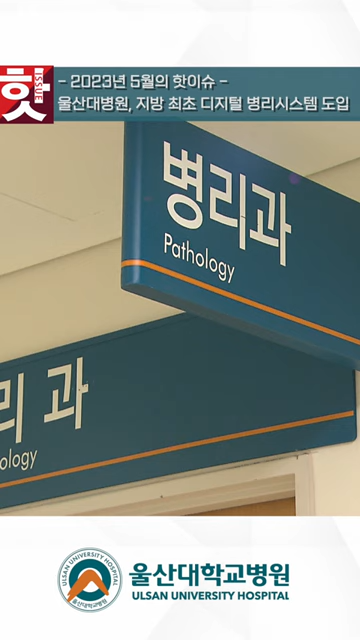 핫
ISSUE
- 2023년 5월의 핫이슈 -
울산대병원, 지방 최초 디지털 병리시스템 도입
병리과
Pathology
리 과
ology
ULSAN UNIVERSITY HOSPITAL
울산대학교병원
울산대학교병원
ULSAN UNIVERSITY HOSPITAL